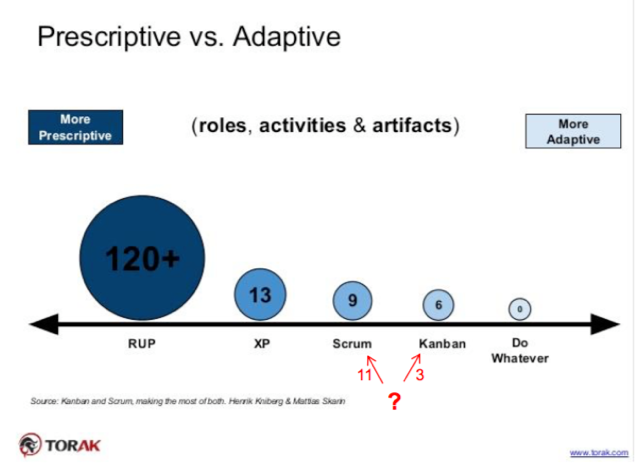 Prescriptive vs. Adaptive
More
Prescriptive
(roles, activities & artifacts)
More
Adaptive
120+
13
9
6
0
RUP
XP
Scrum
Kanban
Do
Whatever
11
3
?
Source: Kanban and Scrum, making the most of both. Henrik Kniberg & Mattias Skarin
TORAK
www.torak.com